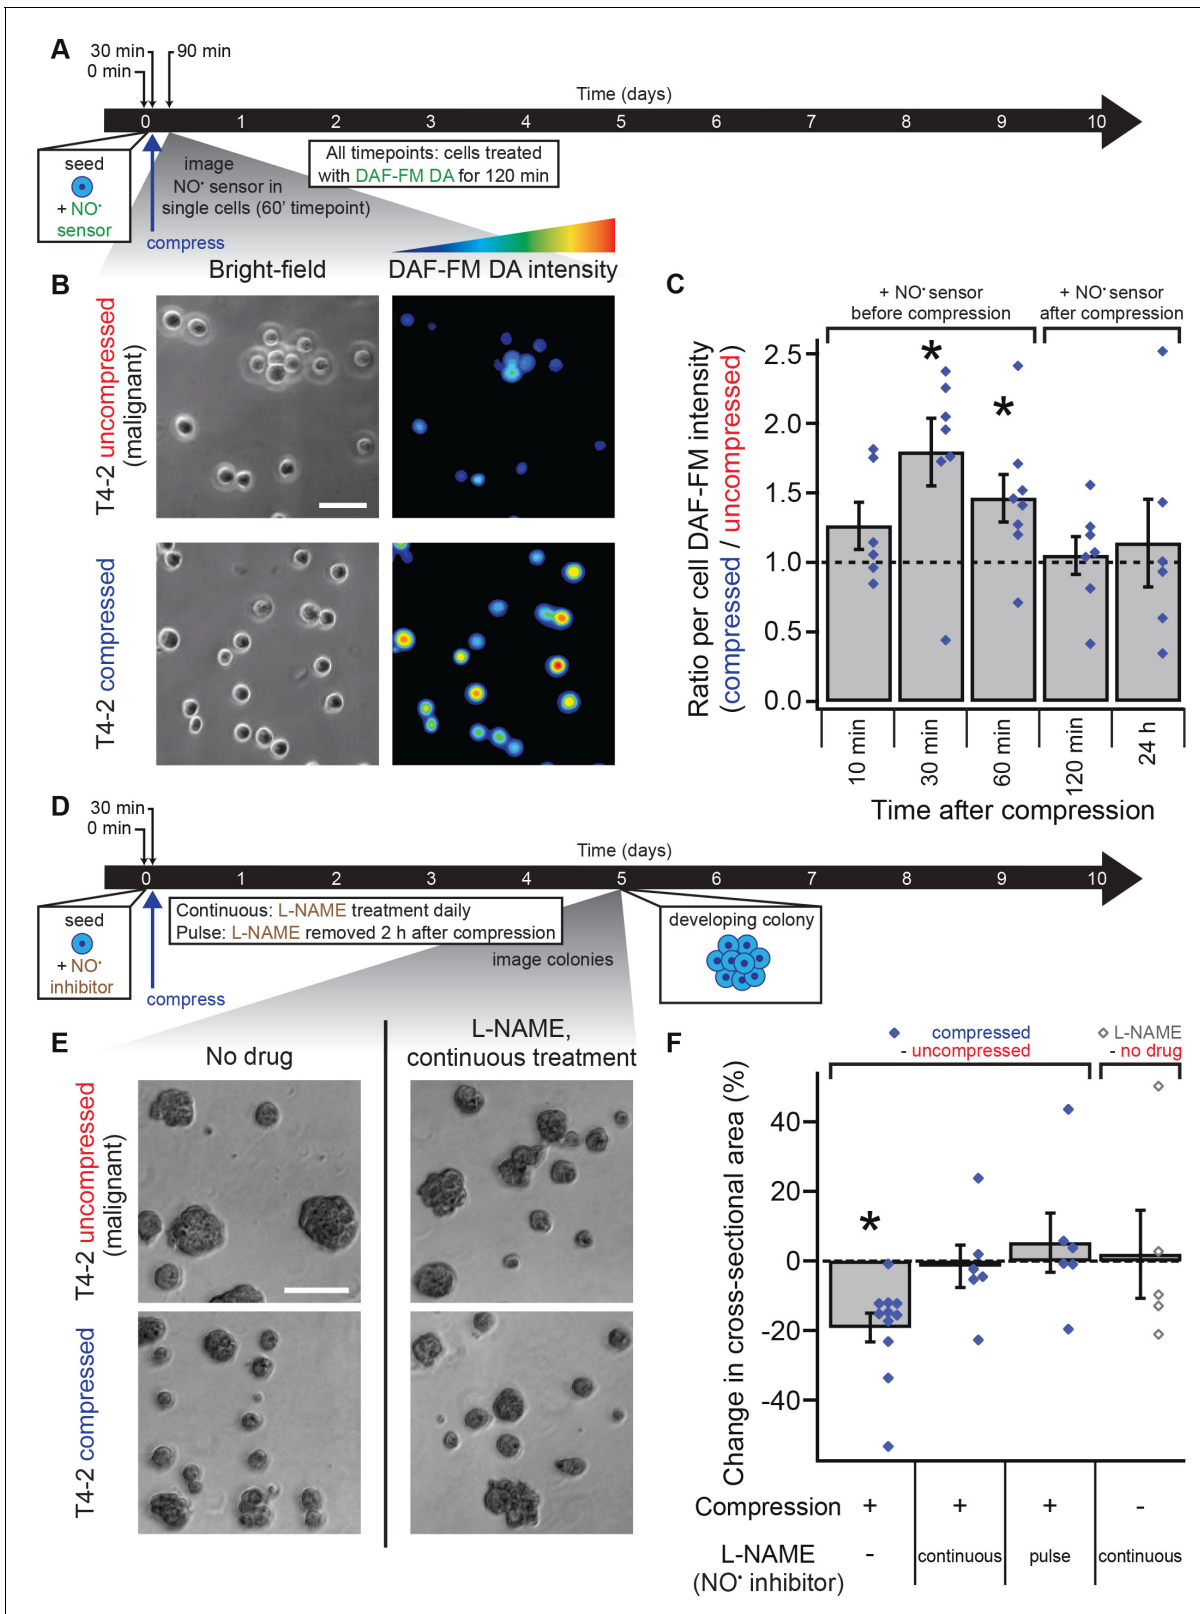 A
30 min
90 min
0 min
Time (days)
0 1 2 3 4 5 6 7 8 9 10
seed
+ NO•
sensor
compress
image
NO• sensor in
single cells (60' timepoint)
All timepoints: cells treated
with DAF-FM DA for 120 min
B
Bright-field
DAF-FM DA intensity
T4-2 uncompressed
(malignant)
T4-2 compressed
C
+ NO• sensor
before compression
+ NO• sensor
after compression
Ratio per cell DAF-FM intensity
(compressed / uncompressed)
2.5
2.0
1.5
1.0
0.5
0.0
*
*
10 min
30 min
60 min
120 min
24 h
Time after compression
D
30 min
0 min
Time (days)
0 1 2 3 4 5 6 7 8 9 10
seed
+ NO•
inhibitor
compress
Continuous: L-NAME treatment daily
Pulse: L-NAME removed 2 h after compression
image colonies
developing colony
E
No drug
L-NAME,
continuous treatment
T4-2 uncompressed
(malignant)
T4-2 compressed
F
compressed
- uncompressed
L-NAME
- no drug
Change in cross-sectional area (%)
40
20
0
-20
-40
*
Compression + + + -
L-NAME - continuous pulse continuous
(NO• inhibitor)